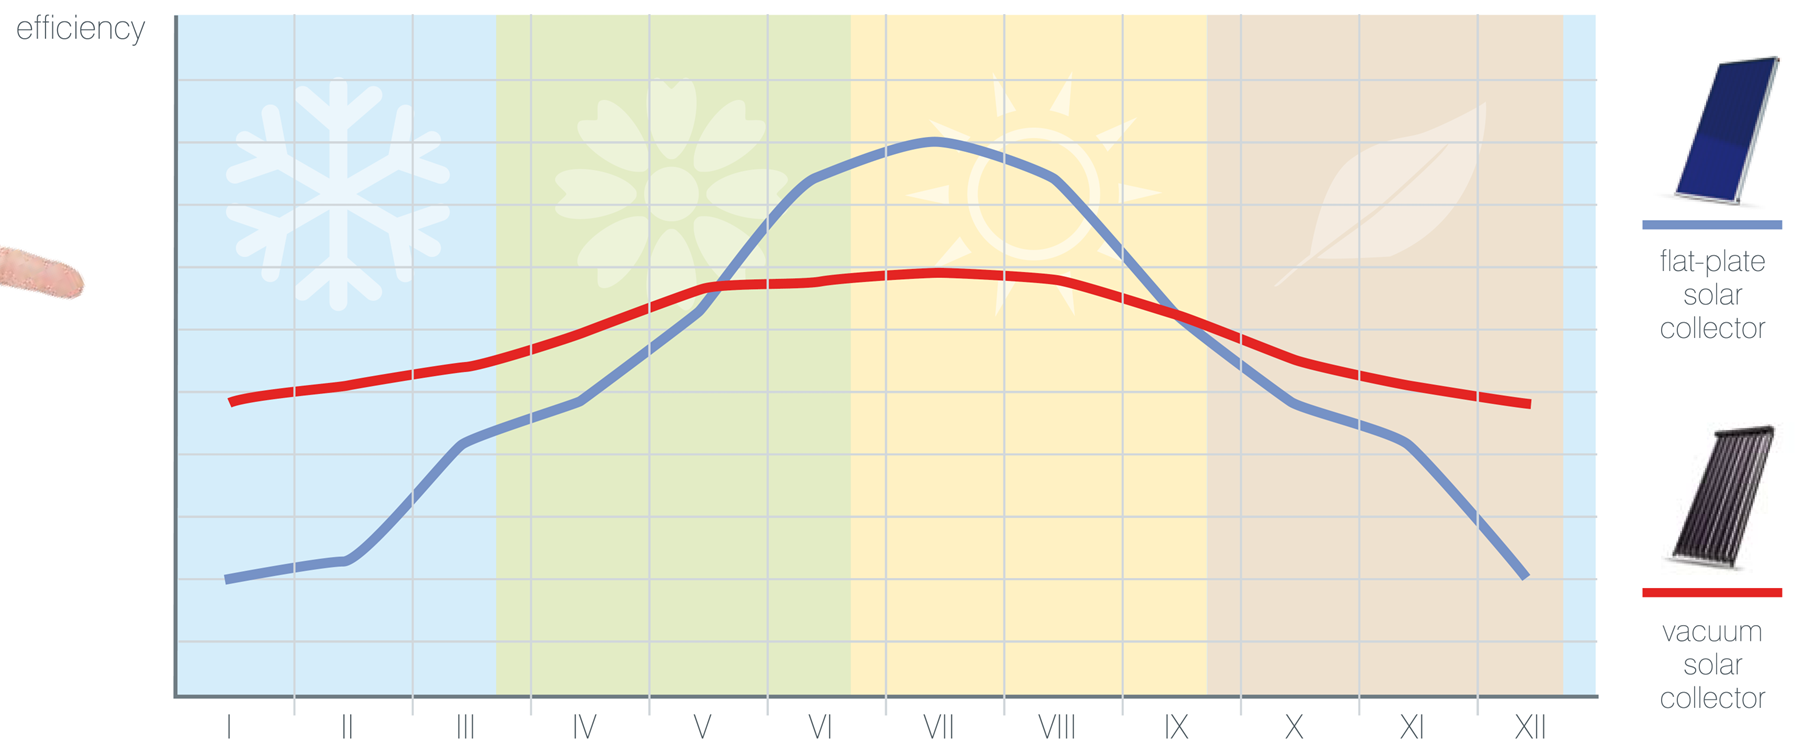 efficiency
flat-plate
solar
collector
vacuum
solar
collector
I II III IV V VI VII VIII IX X XI XII